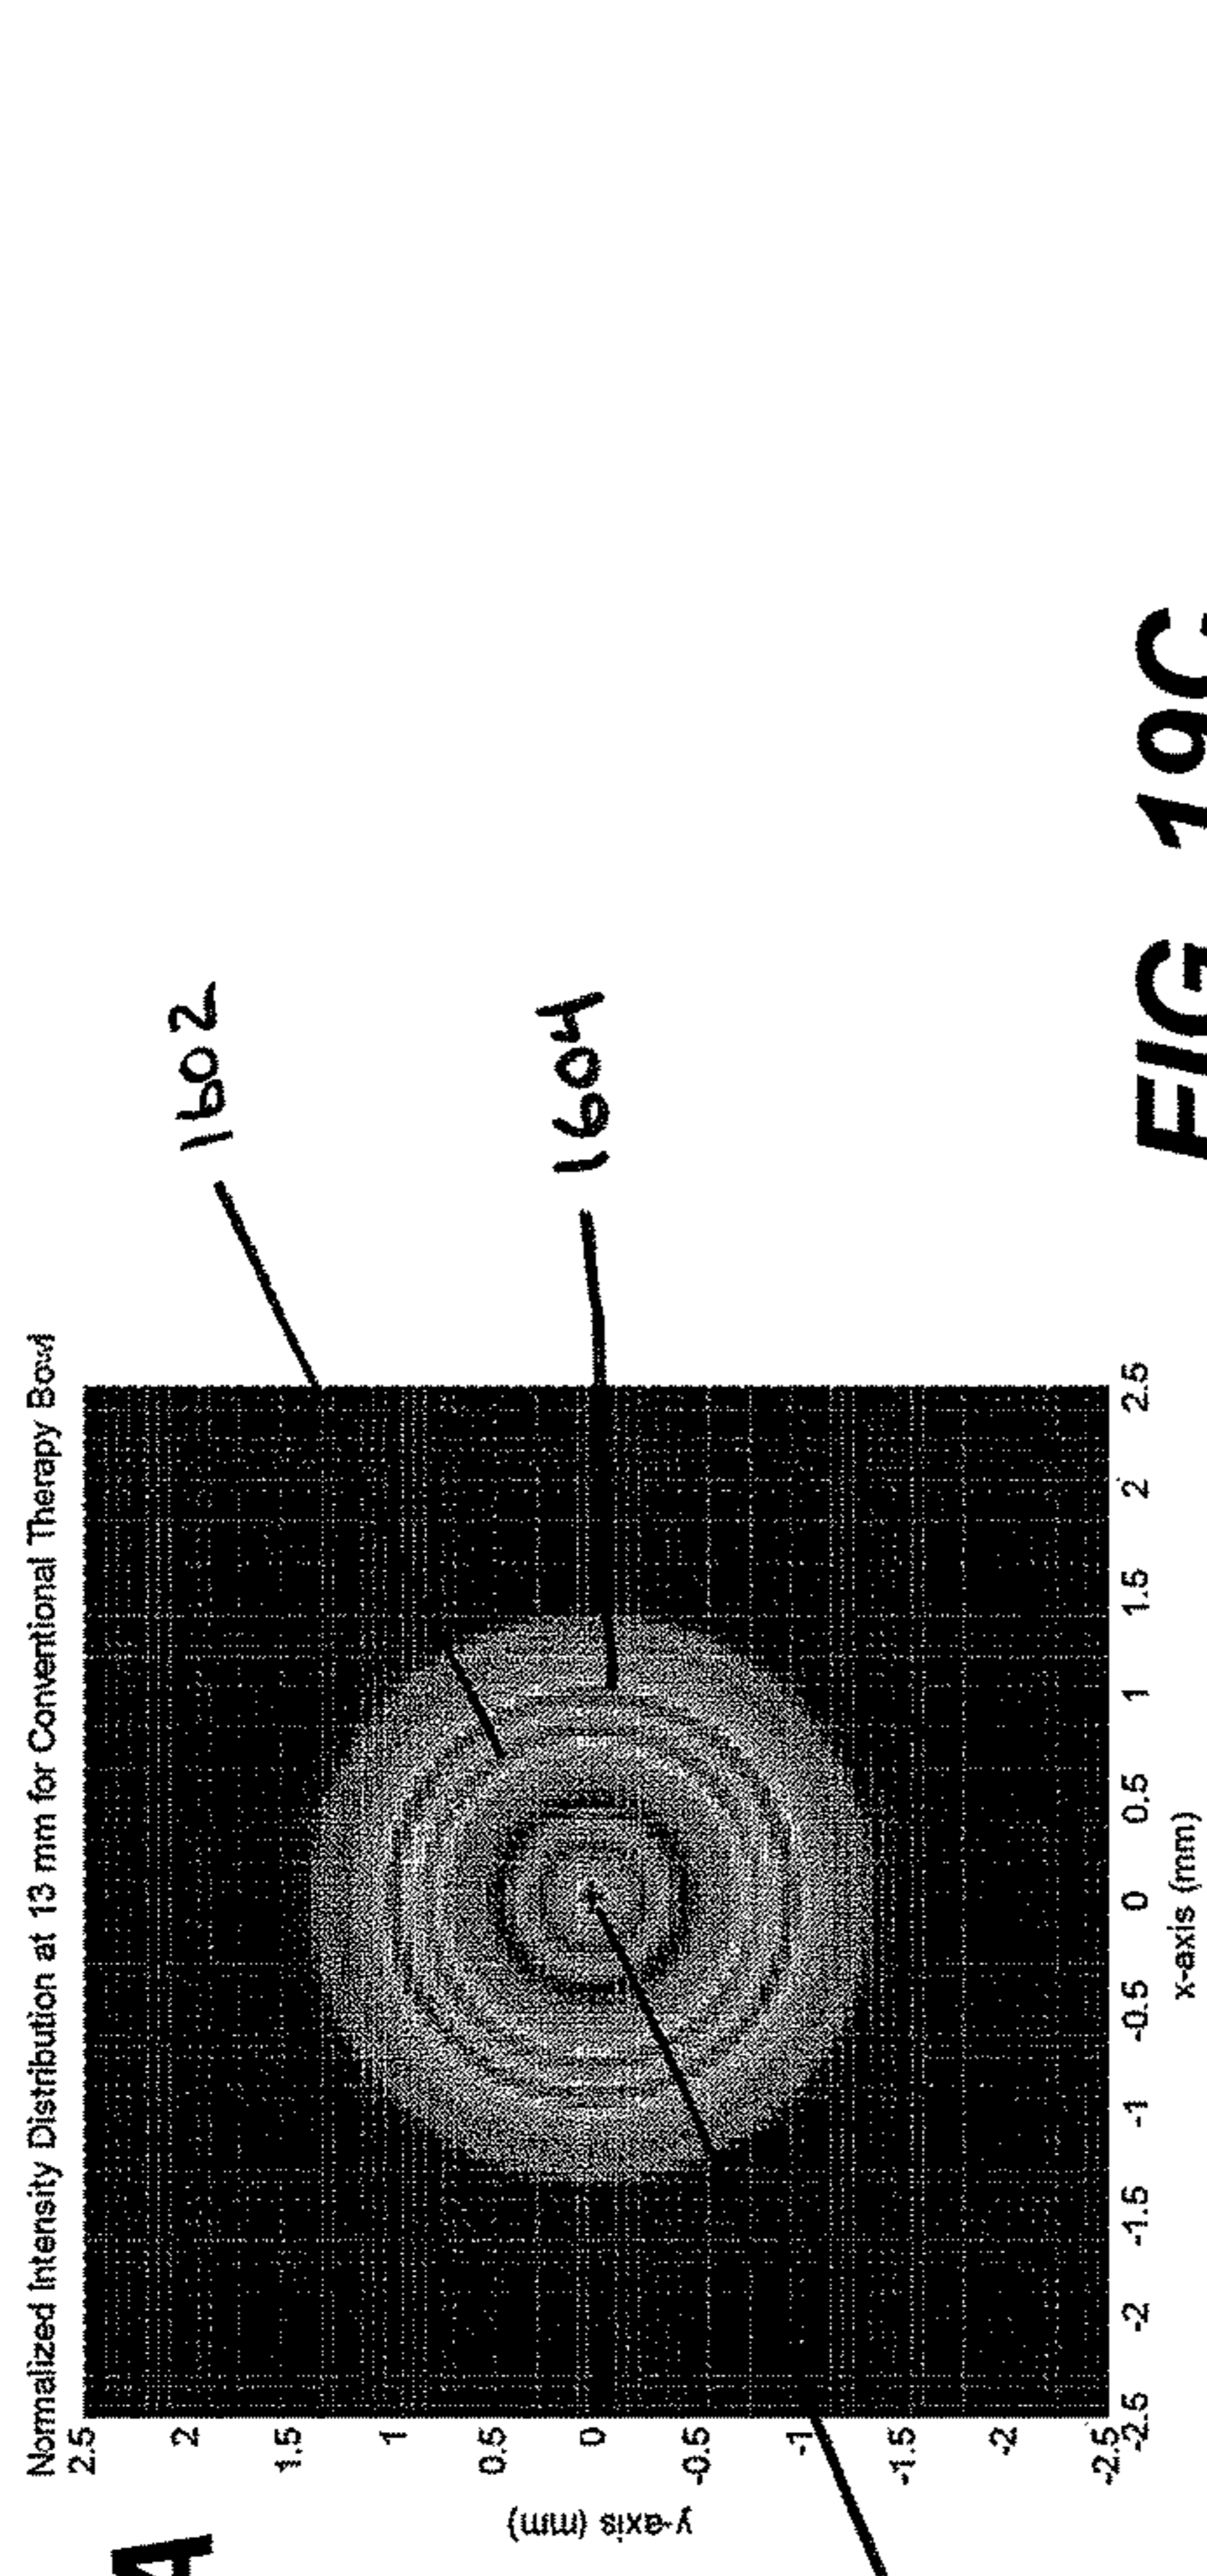 Normalized Intensity Distribution at 13 mm for Conventional Therapy Bowl
1602
1604
2.5
2
1.5
1
0.5
0
-0.5
-1
-1.5
-2
-2.5
y-axis (mm)
-2.5 -2 -1.5 -1 -0.5 0 0.5 1 1.5 2 2.5
x-axis (mm)
FIG 19C
A